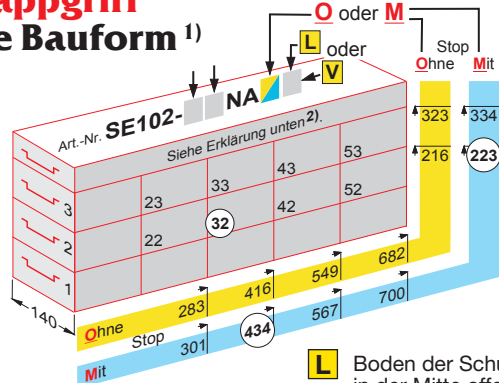 appgriff
e Bauform 1)
O oder M
L oder
V
Stop
Ohne Mit
Art.-Nr. SE102- NA
Siehe Erklärung unten 2).
323 334
216 223
53
43
33
23
3
52
42
32
22
2
1
140
Ohne 283 416 549 682
Stop
Mit 301 434 567 700
L Boden der Schu
in der Mitte offe